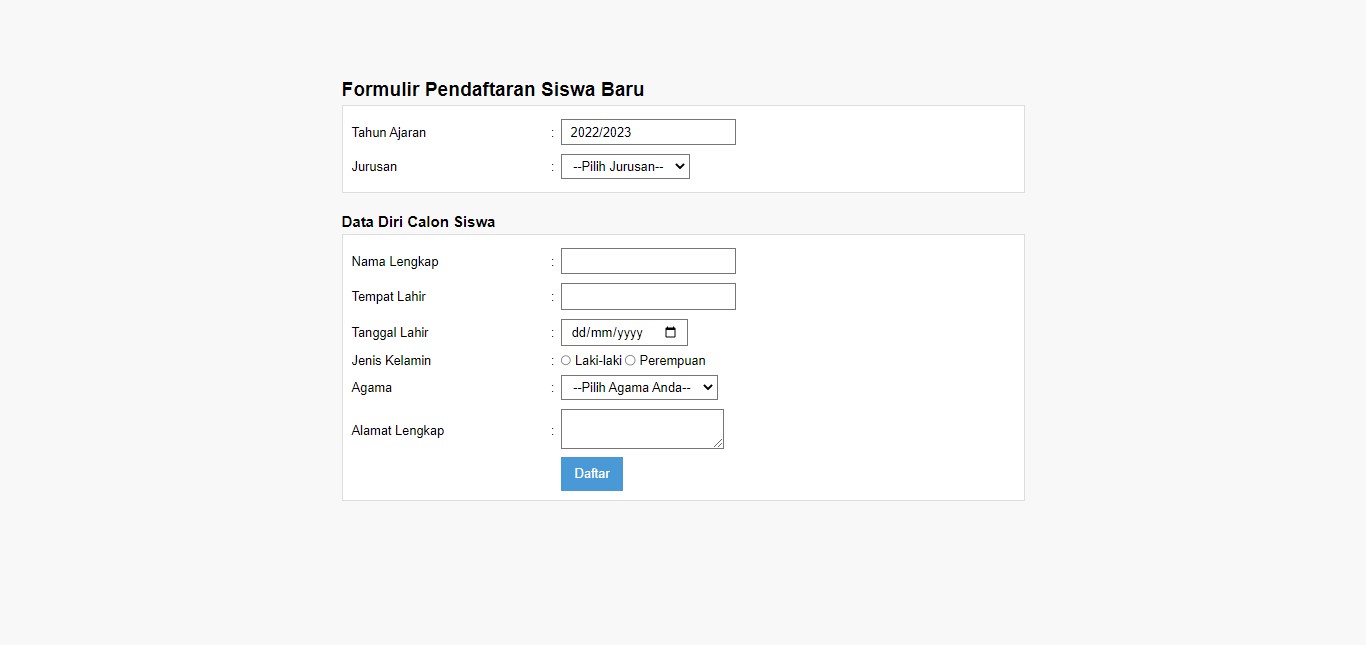 Formulir Pendaftaran Siswa Baru
Tahun Ajaran : 2022/2023
Jurusan : --Pilih Jurusan--
Data Diri Calon Siswa
Nama Lengkap :
Tempat Lahir :
Tanggal Lahir : dd/mm/yyyy
Jenis Kelamin : Laki-laki Perempuan
Agama : --Pilih Agama Anda--
Alamat Lengkap :
Daftar